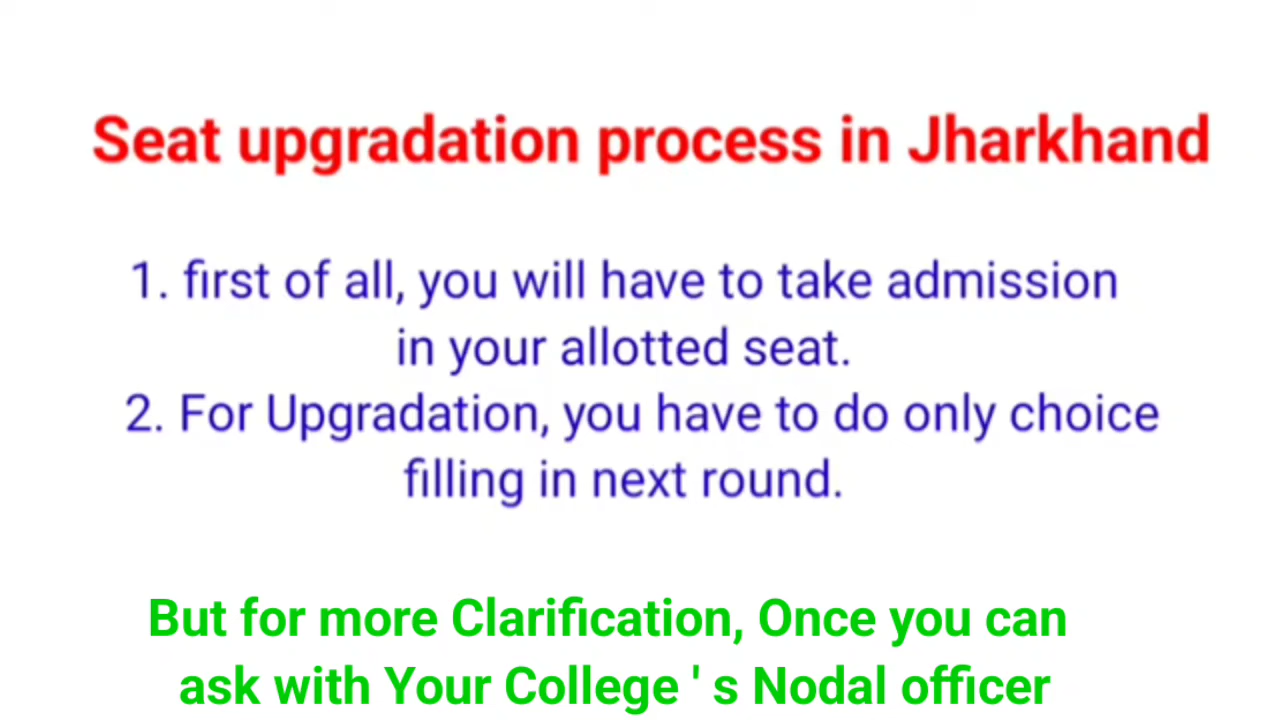 Seat upgradation process in Jharkhand
1. first of all, you will have to take admission
in your allotted seat.
2. For Upgradation, you have to do only choice
filling in next round.
But for more Clarification, Once you can
ask with Your College ' s Nodal officer